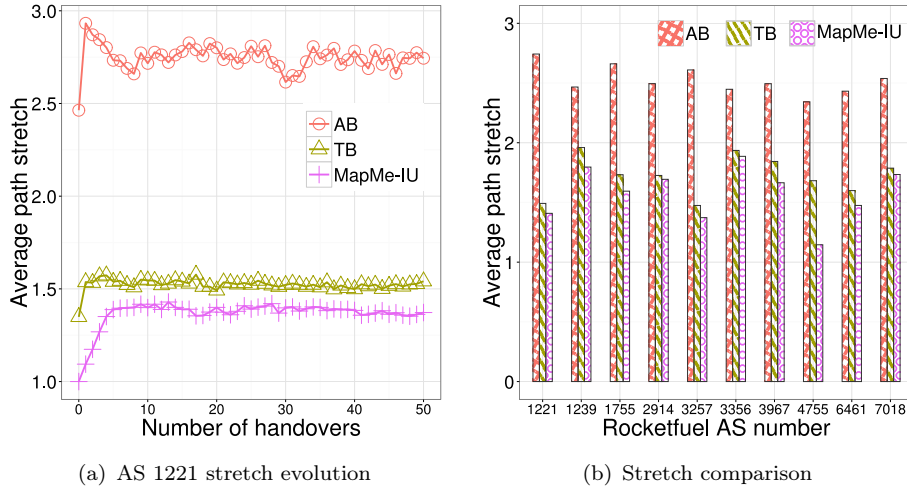 Average path stretch
3.0
2.5
2.0
1.5
1.0
AB
TB
MapMe-IU
0 10 20 30 40 50
Number of handovers
(a) AS 1221 stretch evolution
Average path stretch
3
2
1
0
AB TB MapMe-IU
1221 1239 1755 2914 3257 3356 3967 4755 6461 7018
Rocketfuel AS number
(b) Stretch comparison